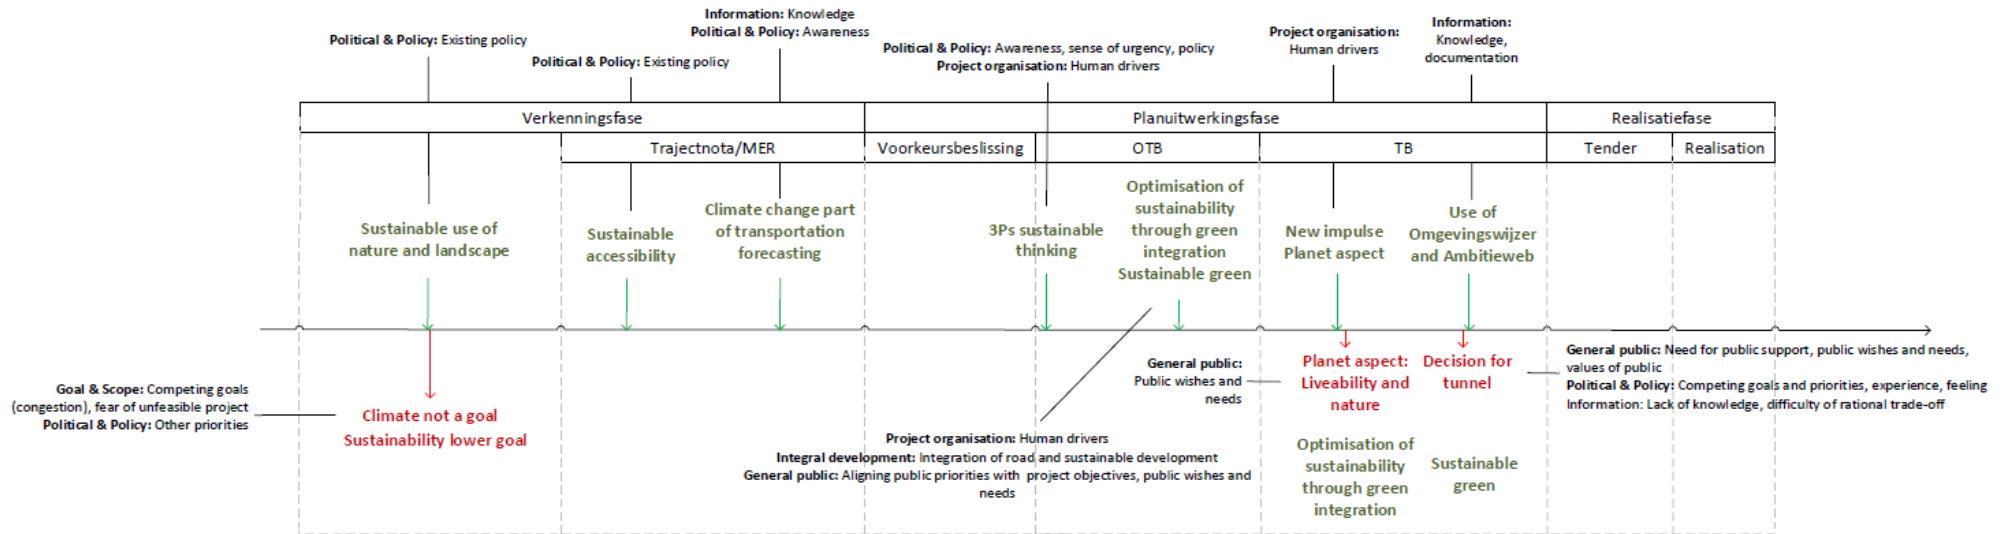 Information: Knowledge
Political & Policy: Awareness
Political & Policy: Existing policy
Political & Policy: Existing policy
Political & Policy: Awareness, sense of urgency, policy
Project organisation: Human drivers
Project organisation:
Human drivers
Information:
Knowledge,
documentation
Verkenningsfase
Planuitwerkingsfase
Realisatiefase
Trajectnota/MER
Voorkeursbeslissing
OTB
TB
Tender
Realisation
Sustainable use of
nature and landscape
Sustainable
accessibility
Climate change part
of transportation
forecasting
3Ps sustainable
thinking
Optimisation of
sustainability
through green
integration
Sustainable green
New impulse
Planet aspect
Use of
Omgevingswijzer
and Ambitieweb
Goal & Scope: Competing goals
(congestion), fear of unfeasible project
Political & Policy: Other priorities
Climate not a goal
Sustainability lower goal
Project organisation: Human drivers
Integral development: Integration of road and sustainable development
General public: Aligning public priorities with project objectives, public wishes and
needs
General public:
Public wishes and
needs
Planet aspect:
Liveability and
nature
Decision for
tunnel
General public: Need for public support, public wishes and needs,
values of public
Political & Policy: Competing goals and priorities, experience, feeling
Information: Lack of knowledge, difficulty of rational trade-off
Optimisation of
sustainability
through green
integration
Sustainable
green